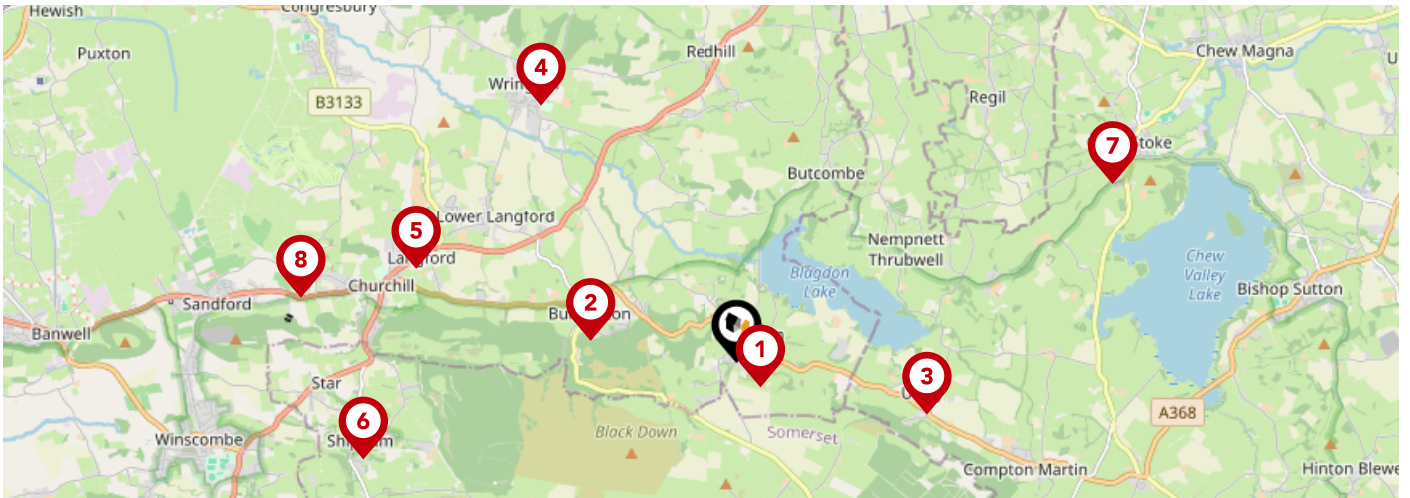 Hewish
Congresbury
Puxton
Redhill
Chew Magna
4
B3133
Regil
7
Butcombe
Lower Langford
5
Langford
Nempnett
Thrubwell
8
Churchill
Sandford
Blagdon
Lake
Chew
Valley
Lake
Bishop Sutton
2
Banwell
1
3
Star
A368
6
Winscombe
Black Down
Somerset
Compton Martin
Hinton Blewe